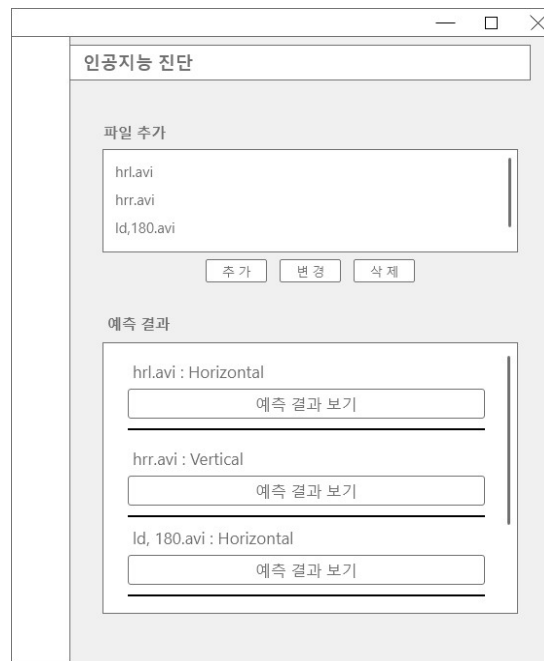 인공지능 진단
파일 추가
hrl.avi
hrr.avi
ld,180.avi
추 가 변 경 삭 제
예측 결과
hrl.avi : Horizontal
예측 결과 보기
hrr.avi : Vertical
예측 결과 보기
ld, 180.avi : Horizontal
예측 결과 보기